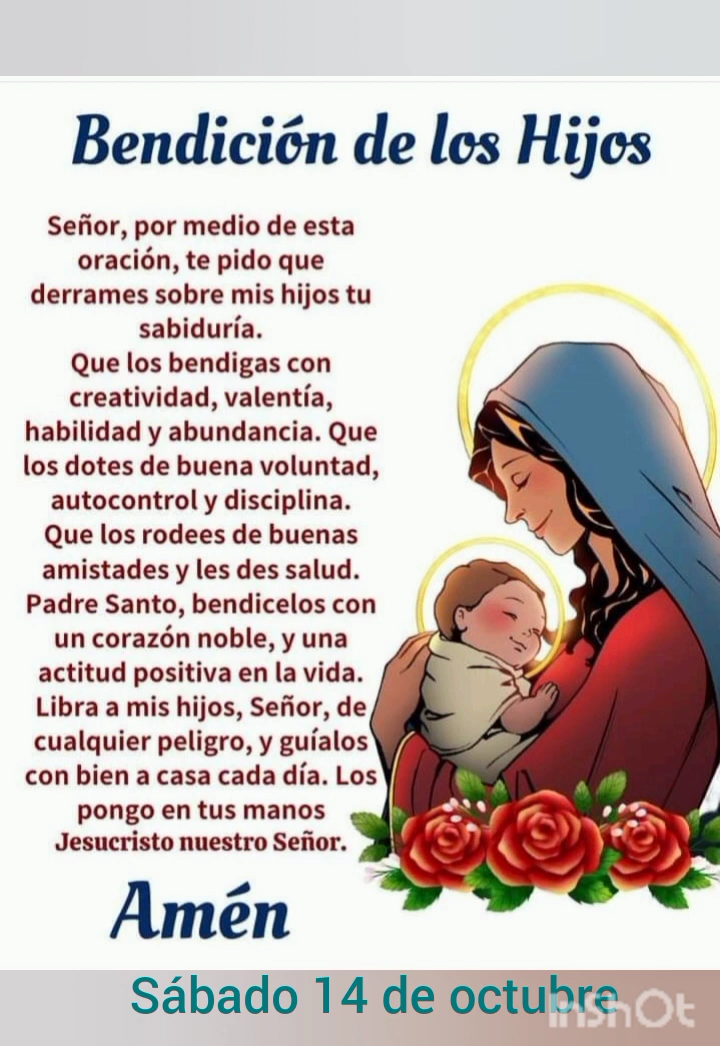 Bendición de los Hijos
Señor, por medio de esta
oración, te pido que
derrames sobre mis hijos tu
sabiduría.
Que los bendigas con
creatividad, valentía,
habilidad y abundancia. Que
los dotes de buena voluntad,
autocontrol y disciplina.
Que los rodees de buenas
amistades y les des salud.
Padre Santo, bendicelos con
un corazón noble, y una
actitud positiva en la vida.
Libra a mis hijos, Señor, de
cualquier peligro, y guíalos
con bien a casa cada día. Los
pongo en tus manos
Jesucristo nuestro Señor.
Amén
Sábado 14 de octubre
InShOt